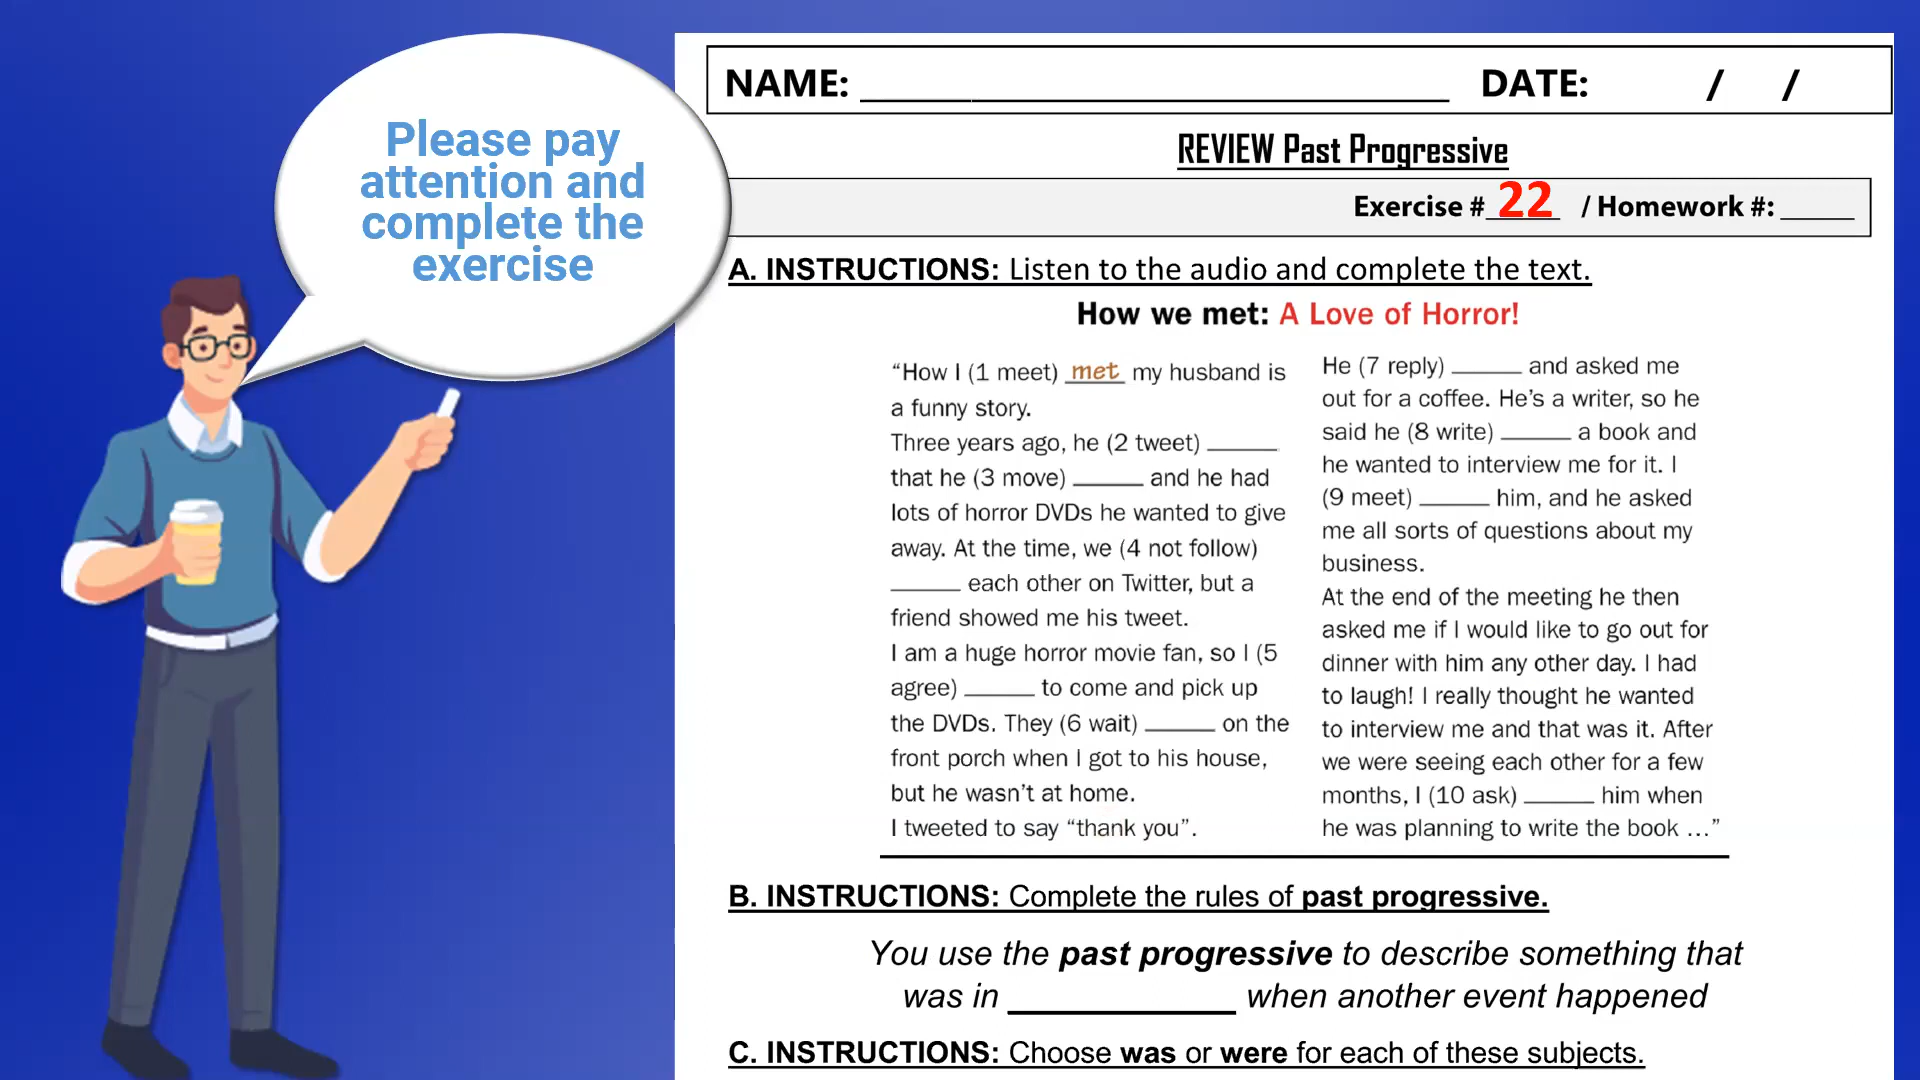 Please pay
attention and
complete the
exercise
NAME: ______________________________ DATE: / /
REVIEW Past Progressive
Exercise # 22 / Homework #: _____
A. INSTRUCTIONS: Listen to the audio and complete the text.
How we met: A Love of Horror!
“How I (1 meet) met my husband is
a funny story.
Three years ago, he (2 tweet) ______
that he (3 move) ______ and he had
lots of horror DVDs he wanted to give
away. At the time, we (4 not follow)
______ each other on Twitter, but a
friend showed me his tweet.
I am a huge horror movie fan, so I (5
agree) ______ to come and pick up
the DVDs. They (6 wait) ______ on the
front porch when I got to his house,
but he wasn’t at home.
I tweeted to say “thank you”.
He (7 reply) ______ and asked me
out for a coffee. He’s a writer, so he
said he (8 write) ______ a book and
he wanted to interview me for it. I
(9 meet) ______ him, and he asked
me all sorts of questions about my
business.
At the end of the meeting he then
asked me if I would like to go out for
dinner with him any other day. I had
to laugh! I really thought he wanted
to interview me and that was it. After
we were seeing each other for a few
months, I (10 ask) ______ him when
he was planning to write the book ...”
B. INSTRUCTIONS: Complete the rules of past progressive.
You use the past progressive to describe something that
was in ____________ when another event happened
C. INSTRUCTIONS: Choose was or were for each of these subjects.